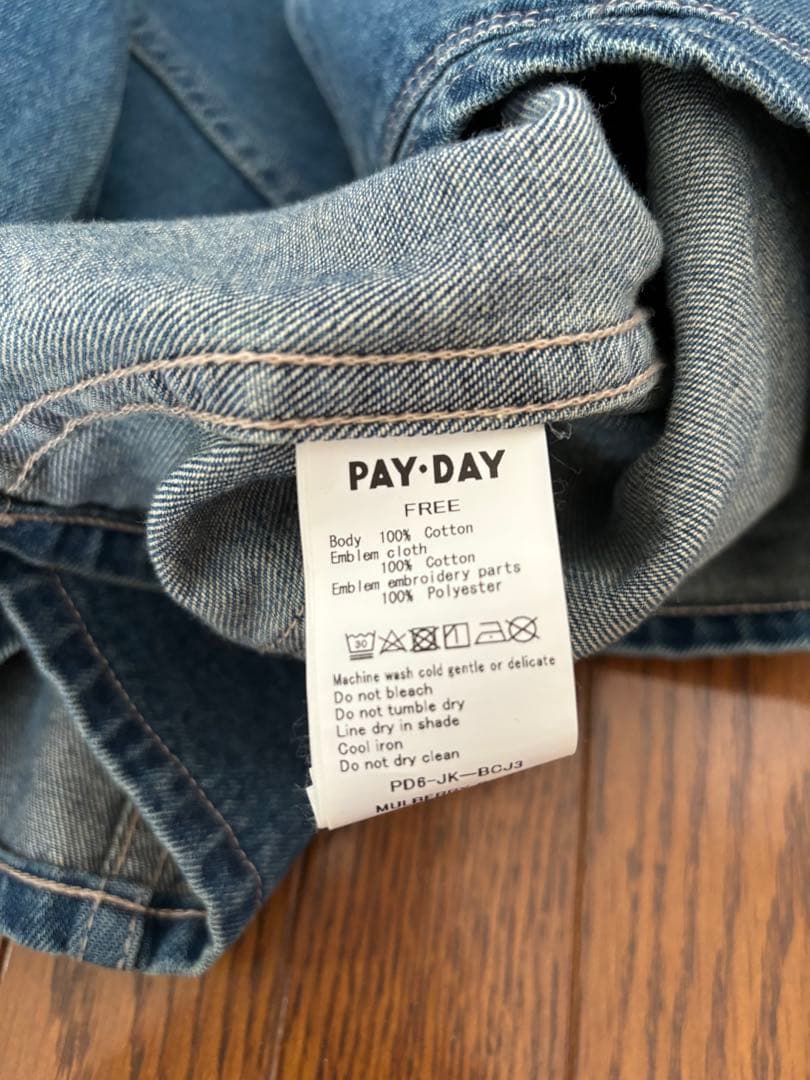 PAY·DAY
FREE
Body 100% Cotton
Emblem cloth
100% Cotton
Emblem embroidery parts
100% Polyester
30
Machine wash cold gentle or delicate
Do not bleach
Do not tumble dry
Line dry in shade
Cool iron
Do not dry clean
PD6-JK-BCJ3